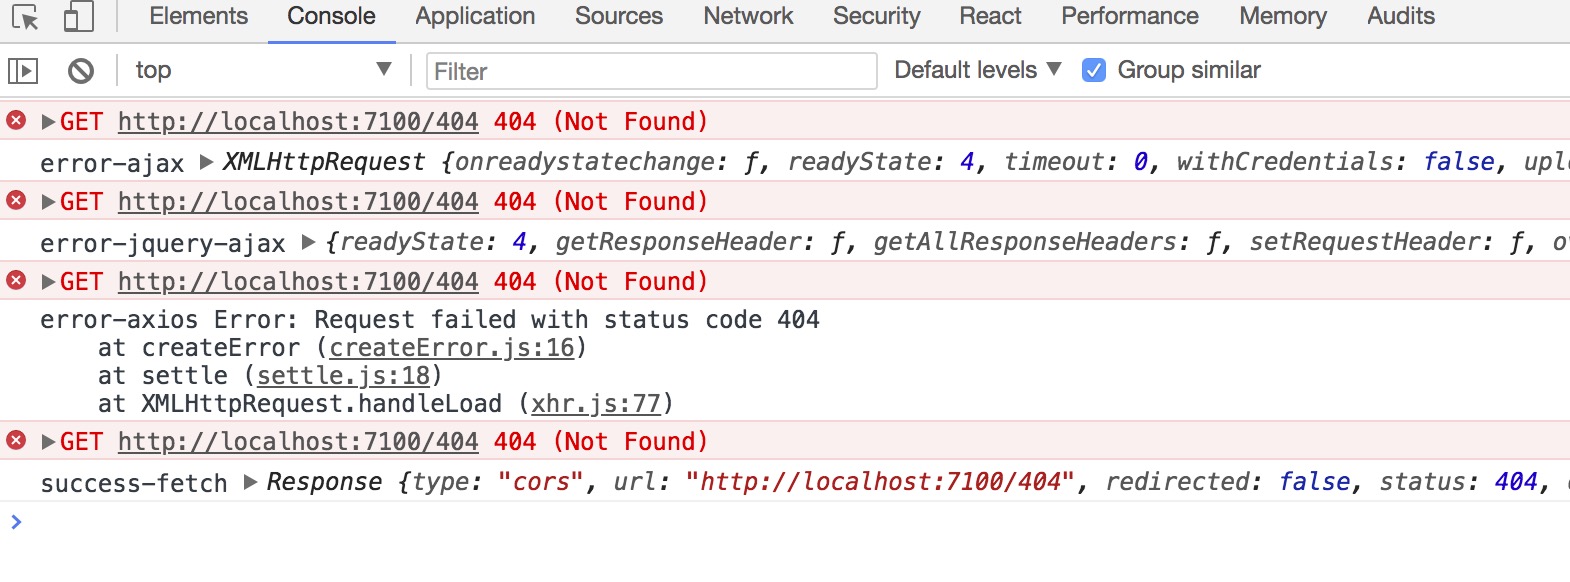 Elements Console Application Sources Network Security React Performance Memory Audits
top Filter Default levels Group similar
GET http://localhost:7100/404 404 (Not Found)
error-ajax XMLHttpRequest {onreadystatechange: ƒ, readyState: 4, timeout: 0, withCredentials: false, uplo
GET http://localhost:7100/404 404 (Not Found)
error-jquery-ajax {readyState: 4, getResponseHeader: ƒ, getAllResponseHeaders: ƒ, setRequestHeader: ƒ, ov
GET http://localhost:7100/404 404 (Not Found)
error-axios Error: Request failed with status code 404
at createError (createError.js:16)
at settle (settle.js:18)
at XMLHttpRequest.handleLoad (xhr.js:77)
GET http://localhost:7100/404 404 (Not Found)
success-fetch Response {type: "cors", url: "http://localhost:7100/404", redirected: false, status: 404,